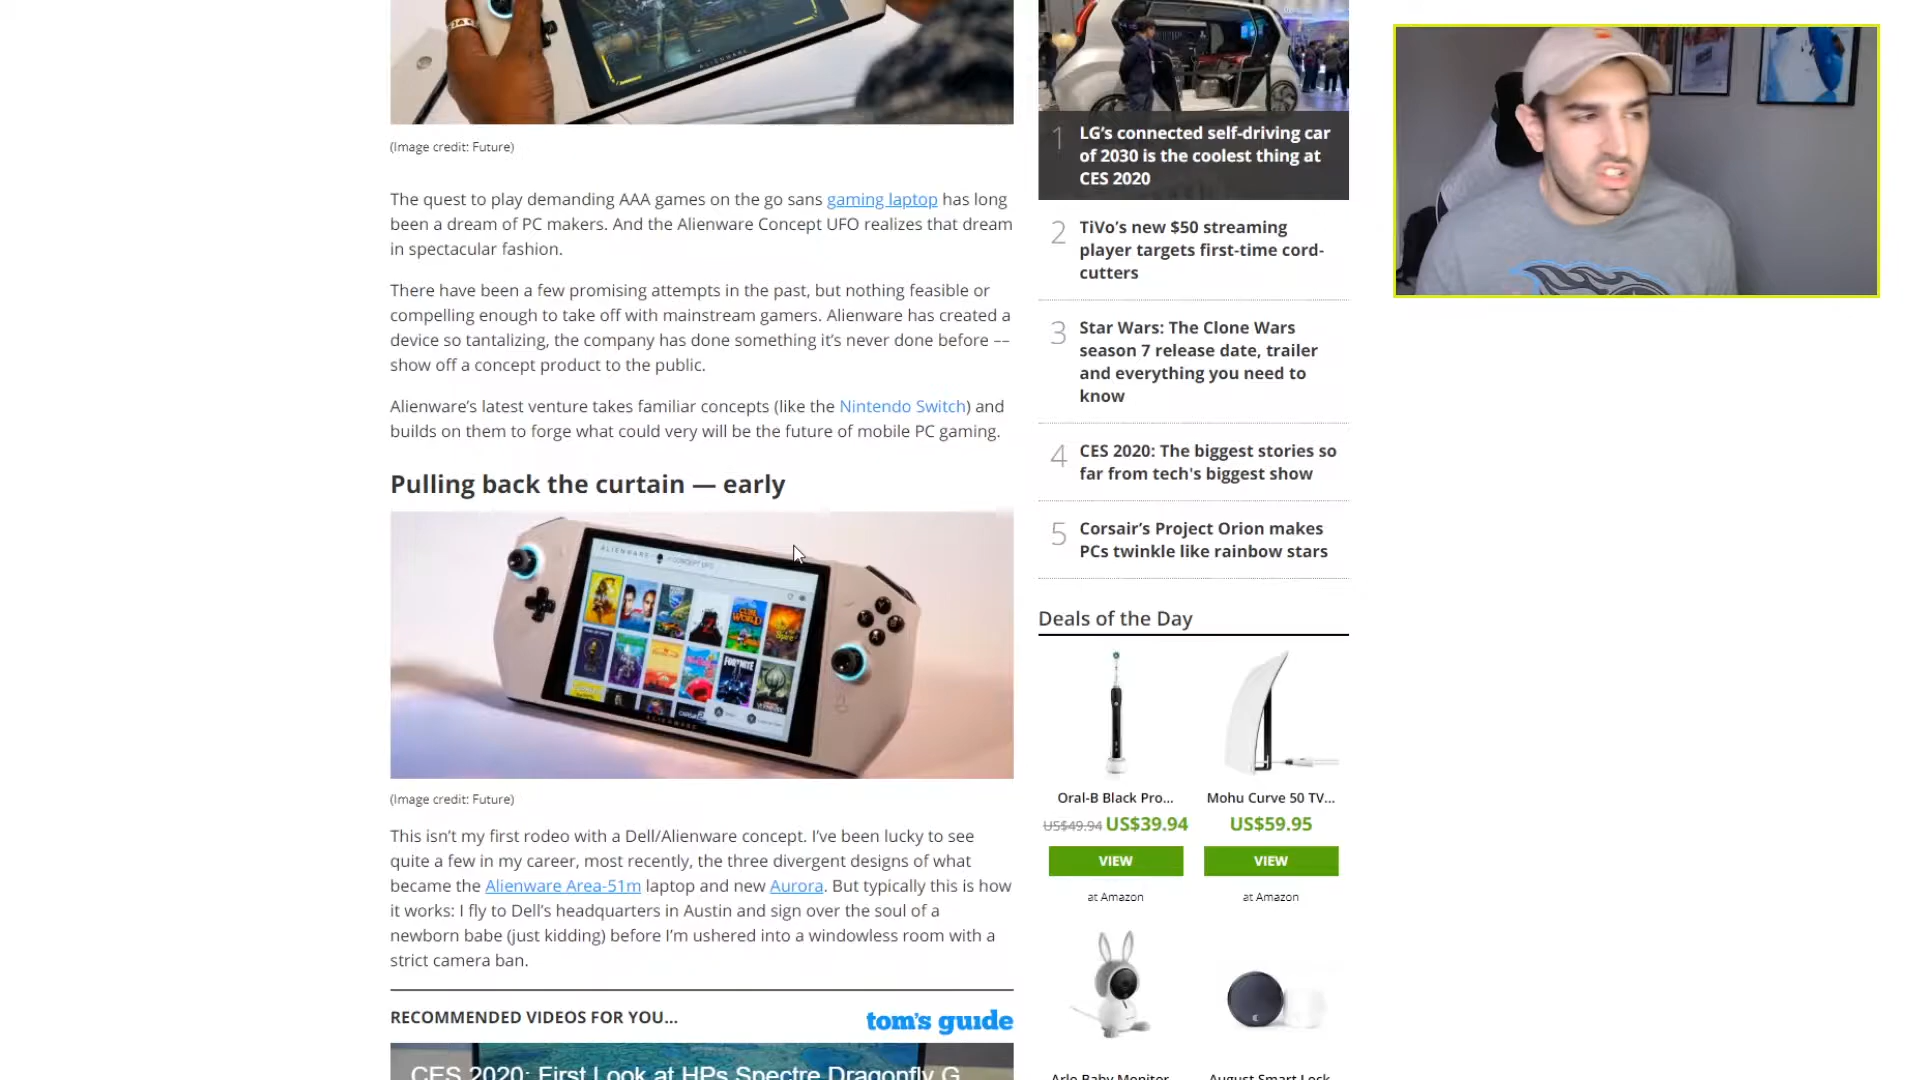 (Image credit: Future)
The quest to play demanding AAA games on the go sans gaming laptop has long
been a dream of PC makers. And the Alienware Concept UFO realizes that dream
in spectacular fashion.
There have been a few promising attempts in the past, but nothing feasible or
compelling enough to take off with mainstream gamers. Alienware has created a
device so tantalizing, the company has done something it’s never done before --
show off a concept product to the public.
Alienware’s latest venture takes familiar concepts (like the Nintendo Switch) and
builds on them to forge what could very will be the future of mobile PC gaming.
Pulling back the curtain — early
ALIENWARE
CONCEPT UFO
FORTNITE
ALIENWARE
(Image credit: Future)
This isn’t my first rodeo with a Dell/Alienware concept. I’ve been lucky to see
quite a few in my career, most recently, the three divergent designs of what
became the Alienware Area-51m laptop and new Aurora. But typically this is how
it works: I fly to Dell’s headquarters in Austin and sign over the soul of a
newborn babe (just kidding) before I’m ushered into a windowless room with a
strict camera ban.
RECOMMENDED VIDEOS FOR YOU...
tom's guide
CES 2020: First Look at HPs Spectre Dragonfly G
1
LG’s connected self-driving car
of 2030 is the coolest thing at
CES 2020
2
TiVo’s new $50 streaming
player targets first-time cord-
cutters
3
Star Wars: The Clone Wars
season 7 release date, trailer
and everything you need to
know
4
CES 2020: The biggest stories so
far from tech's biggest show
5
Corsair’s Project Orion makes
PCs twinkle like rainbow stars
Deals of the Day
Oral-B Black Pro...
US$49.94 US$39.94
VIEW
at Amazon
Mohu Curve 50 TV...
US$59.95
VIEW
at Amazon
Arlo Baby Monitor
August Smart Lock